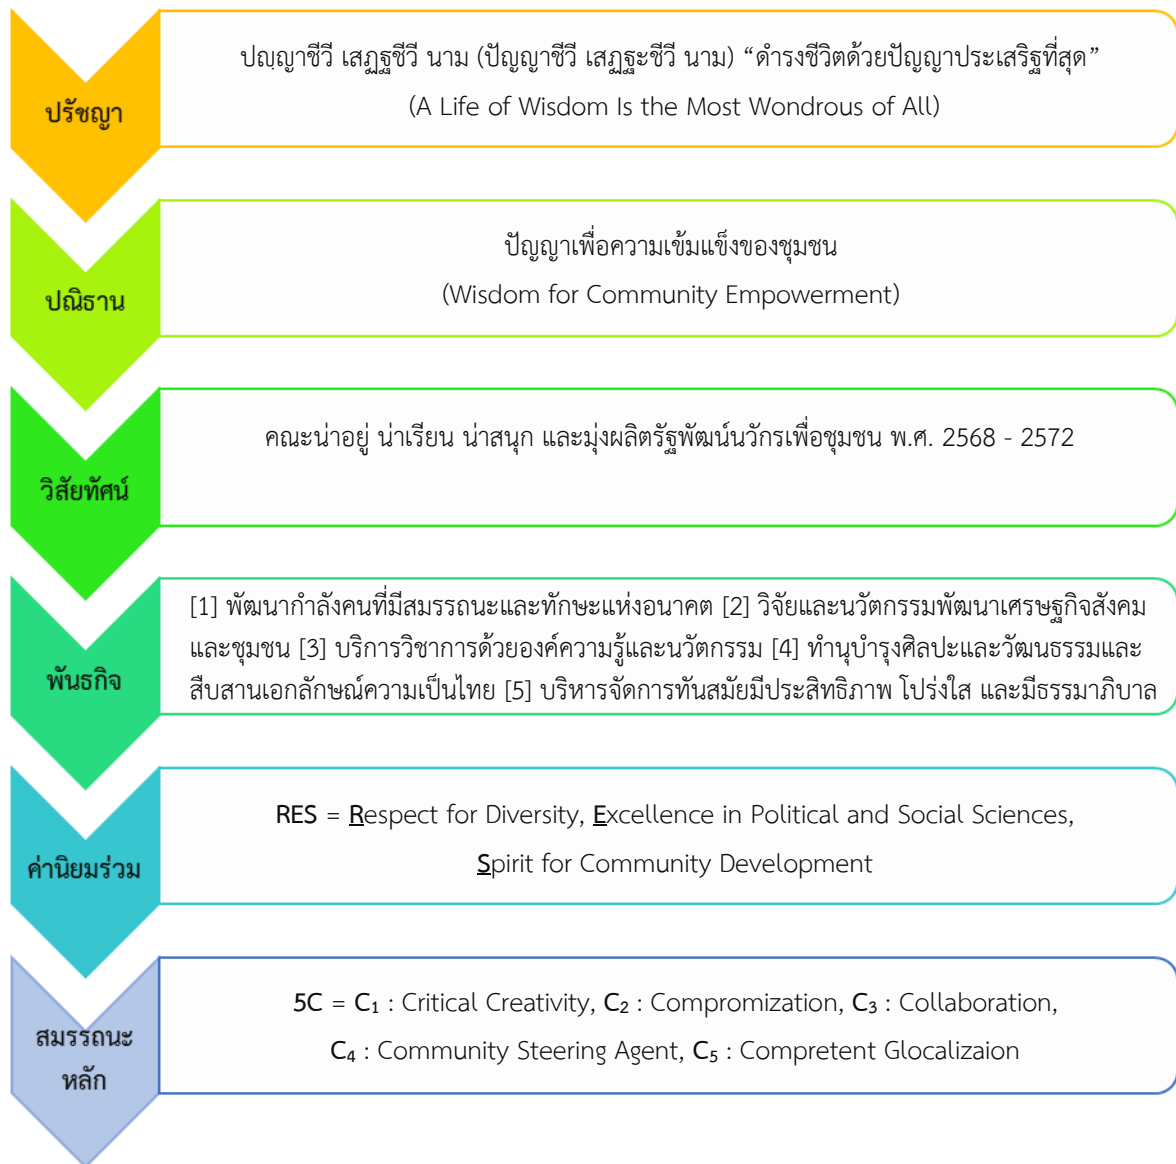 ปรัชญา
ปญฺญาชีวี เสฏฺฐชีวี นาม (ปัญญาชีวี เสฏฐะชีวี นาม) “ดำรงชีวิตด้วยปัญญาประเสริฐที่สุด”
(A Life of Wisdom Is the Most Wondrous of All)
ปณิธาน
ปัญญาเพื่อความเข้มแข็งของชุมชน
(Wisdom for Community Empowerment)
วิสัยทัศน์
คณะน่าอยู่ น่าเรียน น่าสนุก และมุ่งผลิตรัฐพัฒน์นวักรเพื่อชุมชน พ.ศ. 2568 - 2572
พันธกิจ
[1] พัฒนากำลังคนที่มีสมรรถนะและทักษะแห่งอนาคต [2] วิจัยและนวัตกรรมพัฒนาเศรษฐกิจสังคม
และชุมชน [3] บริการวิชาการด้วยองค์ความรู้และนวัตกรรม [4] ทำนุบำรุงศิลปะและวัฒนธรรมและ
สืบสานเอกลักษณ์ความเป็นไทย [5] บริหารจัดการทันสมัยมีประสิทธิภาพ โปร่งใส และมีธรรมาภิบาล
ค่านิยมร่วม
RES = Respect for Diversity, Excellence in Political and Social Sciences,
Spirit for Community Development
สมรรถนะ
หลัก
5C = C₁ : Critical Creativity, C₂ : Compromization, C₃ : Collaboration,
C₄ : Community Steering Agent, C₅ : Compretent Glocalizaion